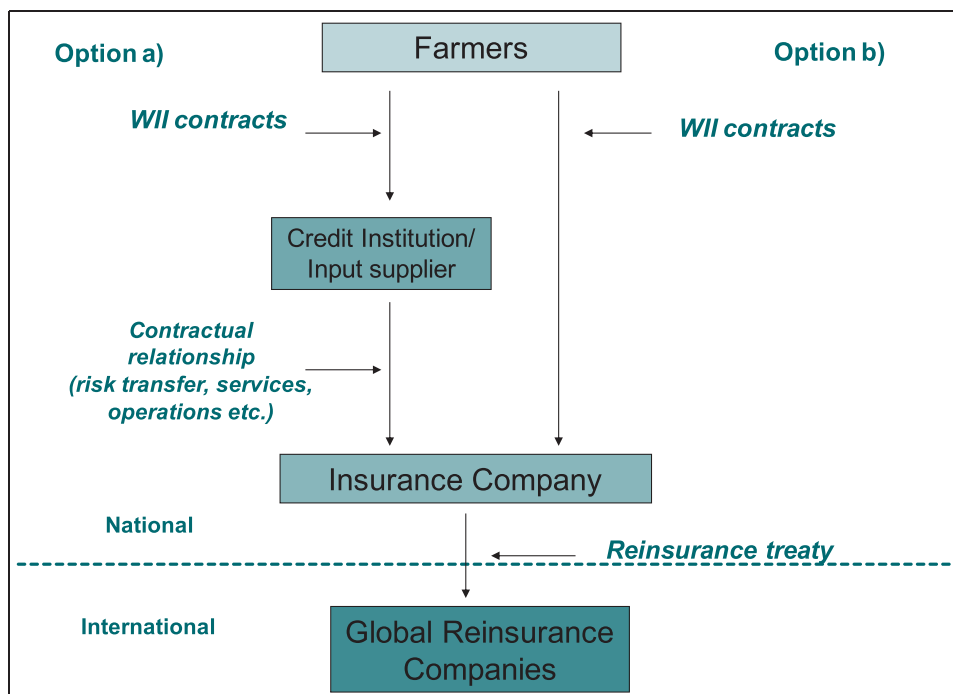 Option a)
Farmers
Option b)
WII contracts
WII contracts
Credit Institution/
Input supplier
Contractual
relationship
(risk transfer, services,
operations etc.)
Insurance Company
National
Reinsurance treaty
International
Global Reinsurance
Companies